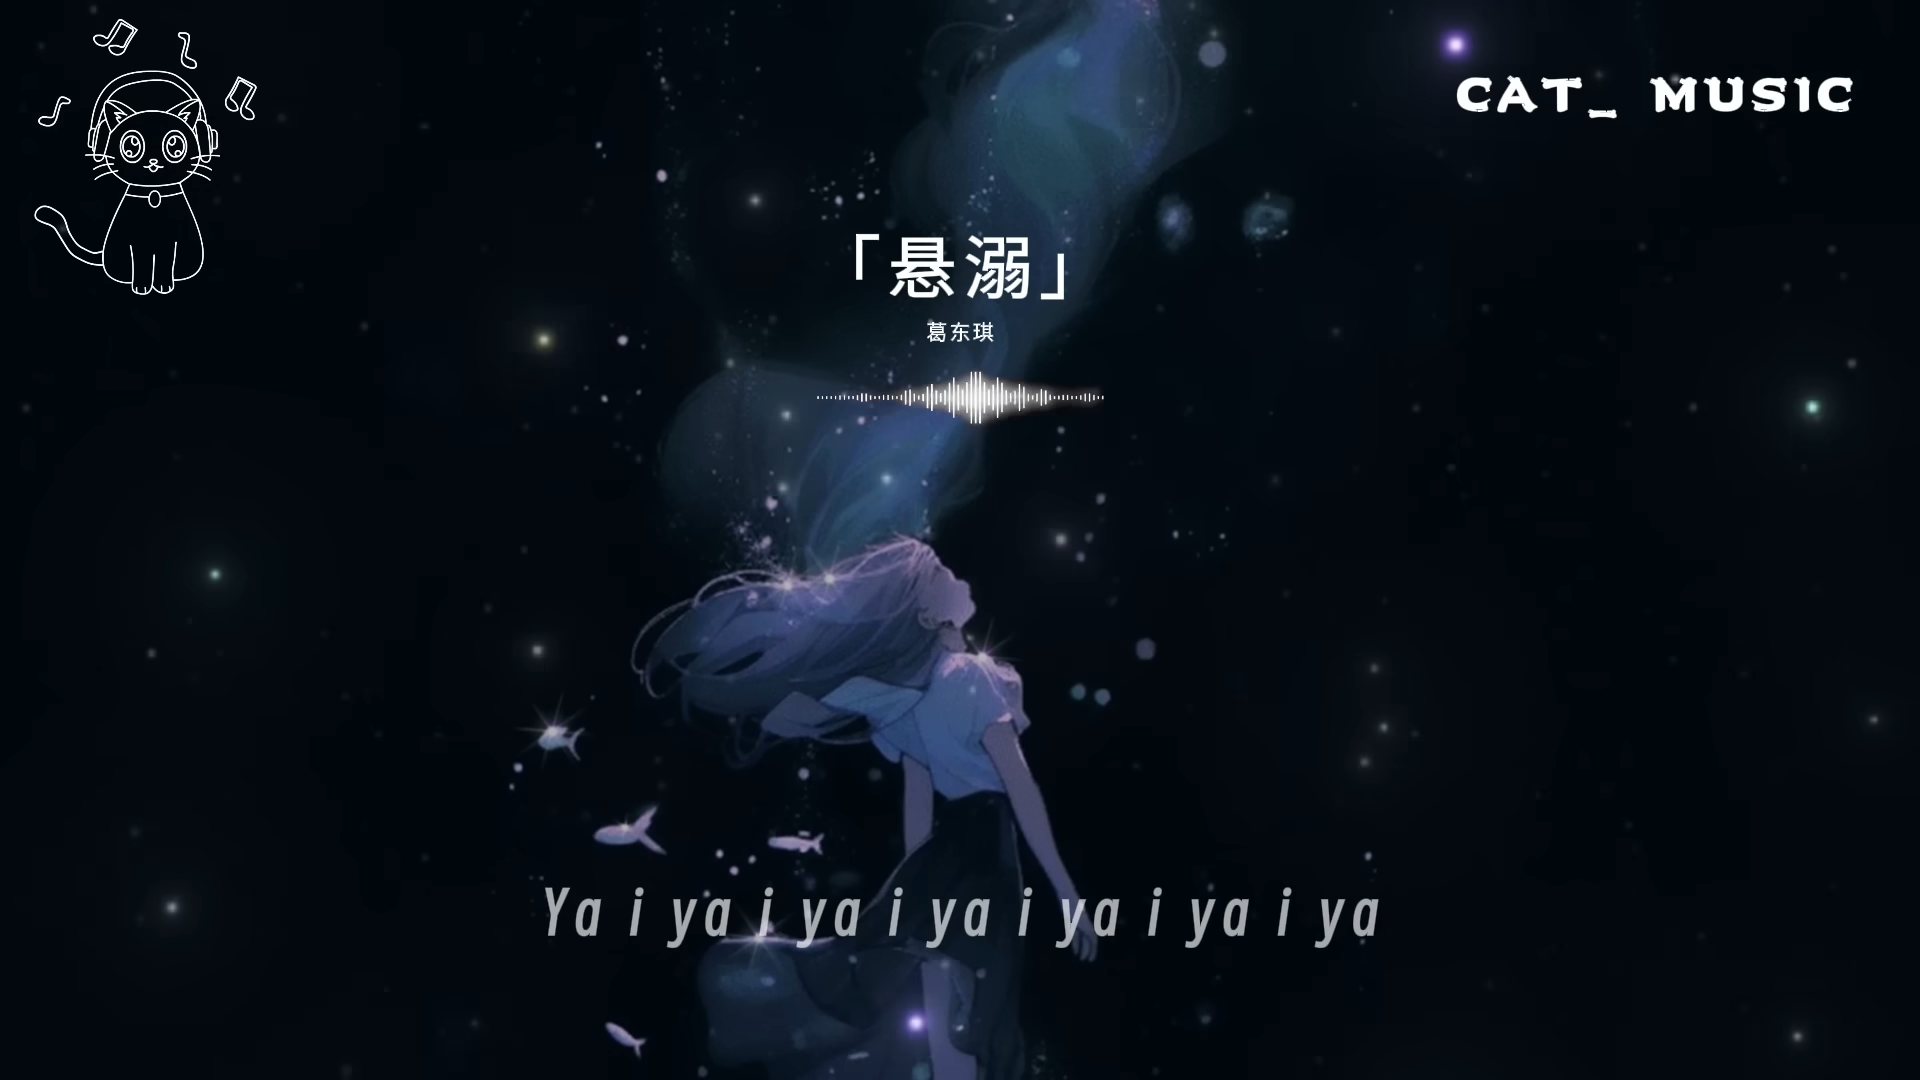 CAT_ MUSIC
「悬溺」
葛东琪
Ya i ya i ya i ya i ya i ya i ya